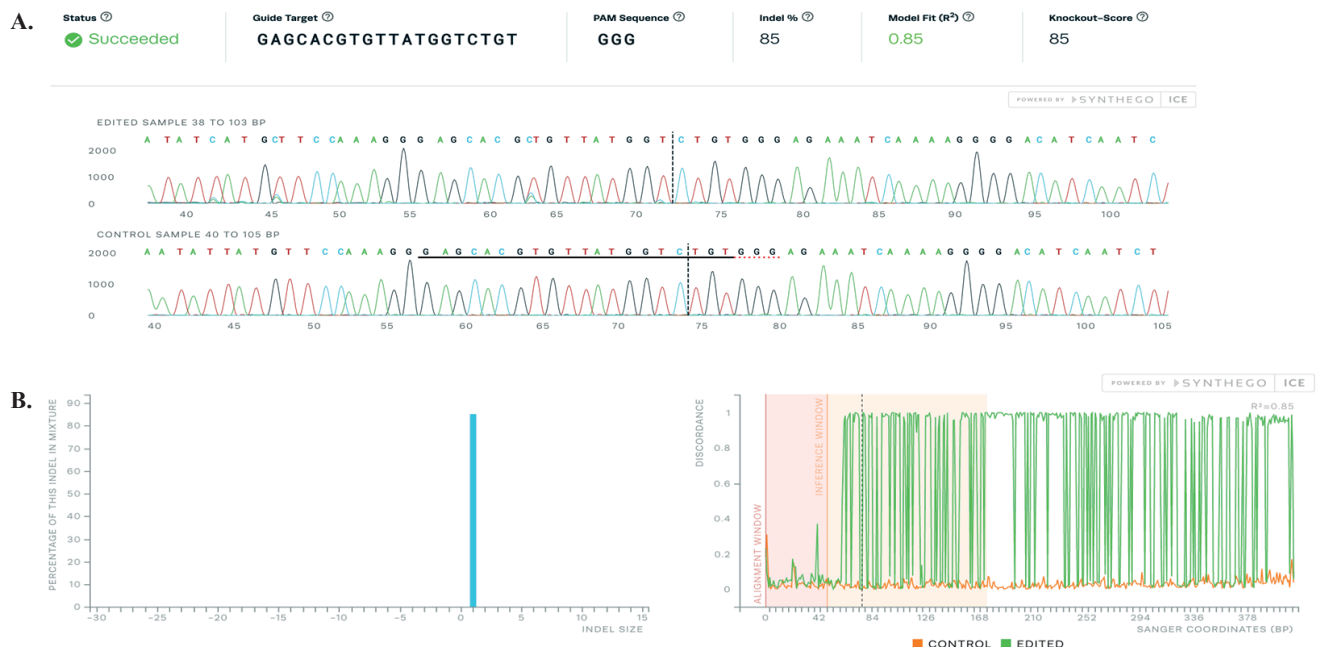 A.
Status ? Guide Target ? PAM Sequence ? Indel % ? Model Fit (R²) ? Knockout-Score ?
Succeeded GAGCACGTGTTATGGTCTGT GGG 85 0.85 85
POWERED BY SYNTHEGO ICE
EDITED SAMPLE 38 TO 103 BP
A T A T C A T G C T T C C A A A G G G A G C A C G C T G T T A T G G T C T G T G G G A G A A A T C A A A A G G G G A C A T C A A T C
2000
1000
0
40 45 50 55 60 65 70 75 80 85 90 95 100
CONTROL SAMPLE 40 TO 105 BP
A A T A T T A T G T T C C A A A G G G A G C A C G T G T T A T G G T C T G T G G G A G A A A T C A A A A G G G G A C A T C A A T C T
2000
1000
0
40 45 50 55 60 65 70 75 80 85 90 95 100 105
B.
PERCENTAGE OF THIS INDEL IN MIXTURE
90
80
70
60
50
40
30
20
10
0
-30 -25 -20 -15 -10 -5 0 5 10 15
INDEL SIZE
POWERED BY SYNTHEGO ICE
R²=0.85
DISCORDANCE
1
0.8
0.6
0.4
0.2
0
ALIGNMENT WINDOW
INFERENCE WINDOW
0 42 84 126 168 210 252 294 336 378
SANGER COORDINATES (BP)
CONTROL EDITED